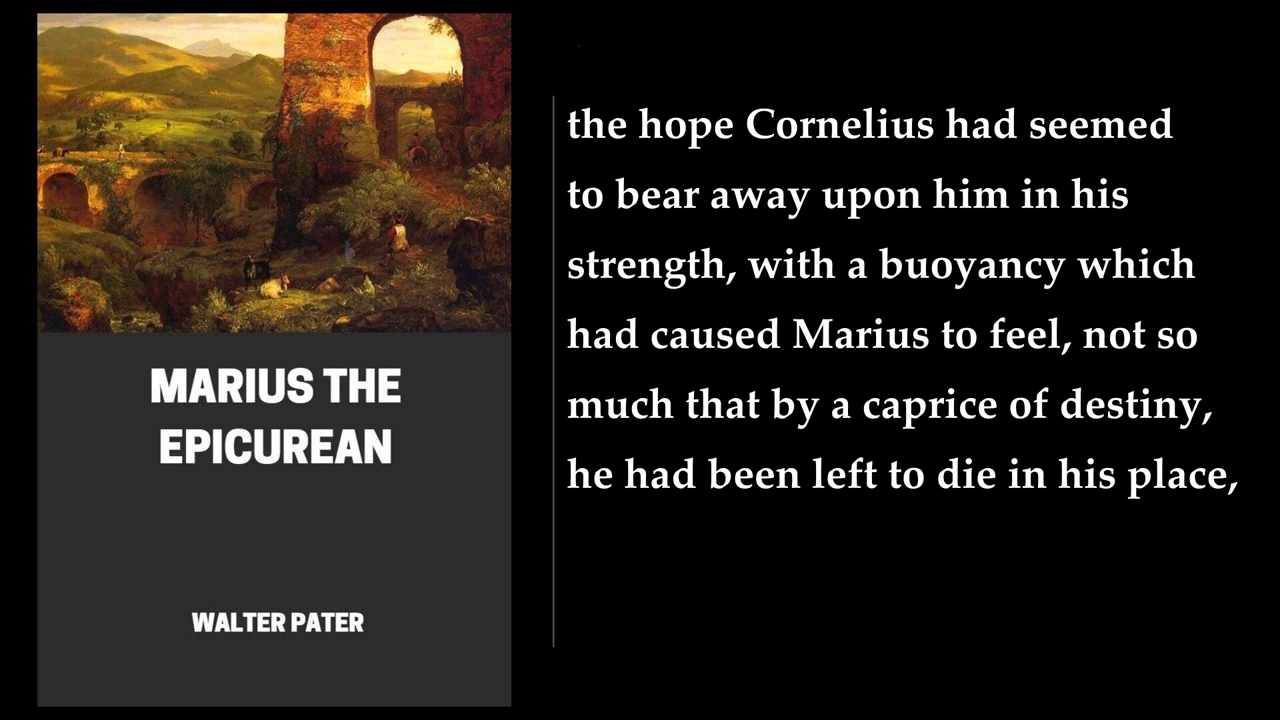 MARIUS THE
EPICUREAN
WALTER PATER
the hope Cornelius had seemed
to bear away upon him in his
strength, with a buoyancy which
had caused Marius to feel, not so
much that by a caprice of destiny,
he had been left to die in his place,